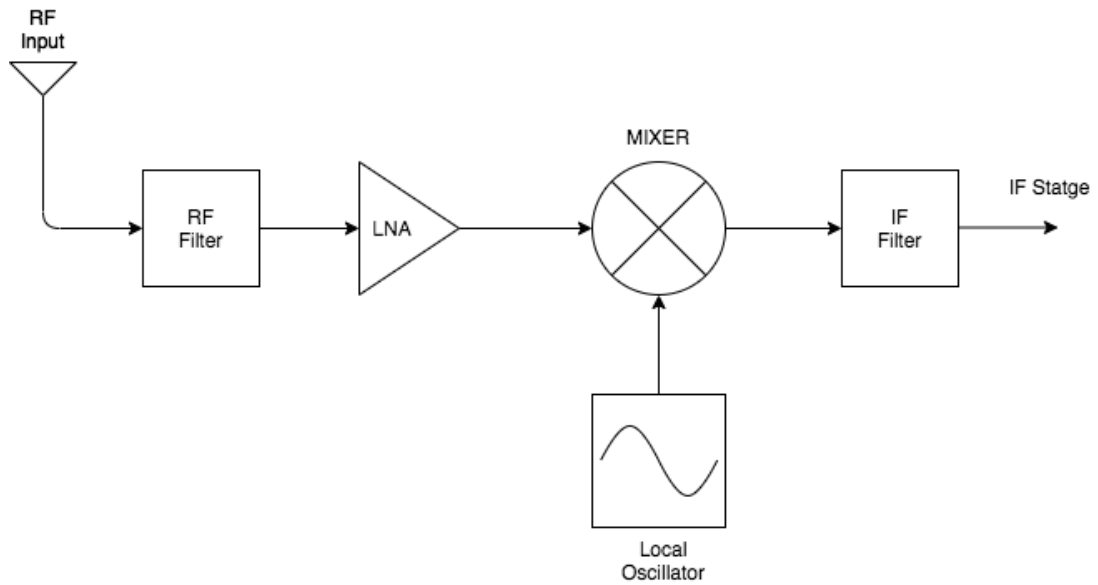 RF
Input
RF
Filter
LNA
MIXER
IF
Filter
IF Statge
Local
Oscillator